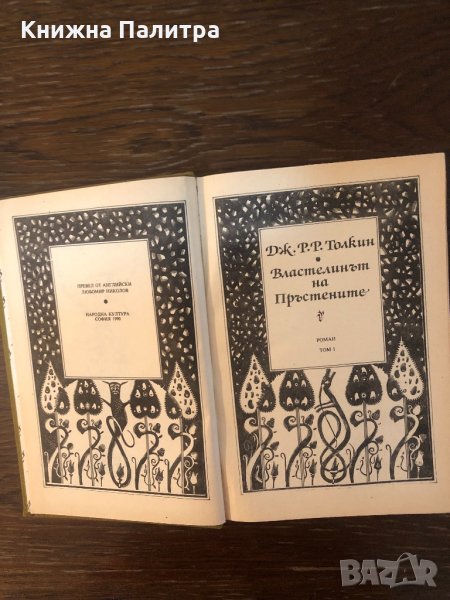 Книжна Палитра
ПРЕВЕЛ ОТ АНГЛИЙСКИ
ЛЮБОМИР НИКОЛОВ
НАРОДНА КУЛТУРА
СОФИЯ 1990
Дж. Р.Р. Толкин
Властелинът
на
Пръстените
РОМАН
ТОМ 1
BAZAR